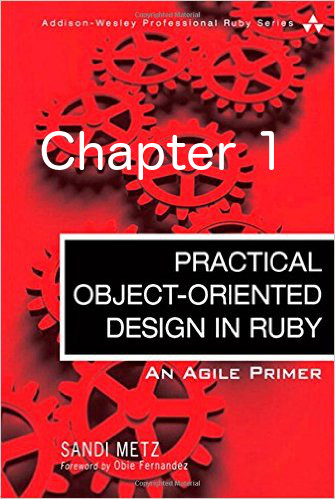 Addison-Wesley Professional Ruby Series
Chapter 1
PRACTICAL
OBJECT-ORIENTED
DESIGN IN RUBY
AN AGILE PRIMER
SANDI METZ
Foreword by Obie Fernandez